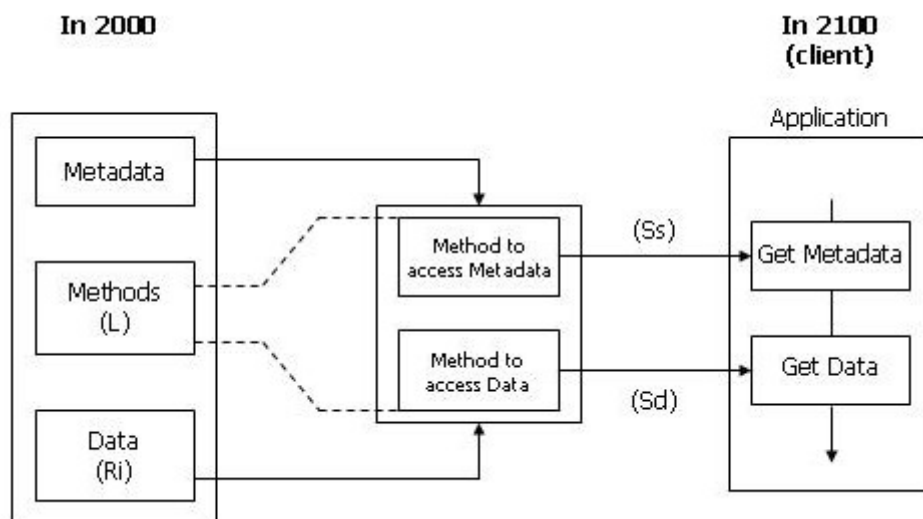 In 2000
In 2100
(client)
Application
Metadata
Methods
(L)
Data
(Ri)
Method to
access Metadata
Method to
access Data
(Ss)
(Sd)
Get Metadata
Get Data